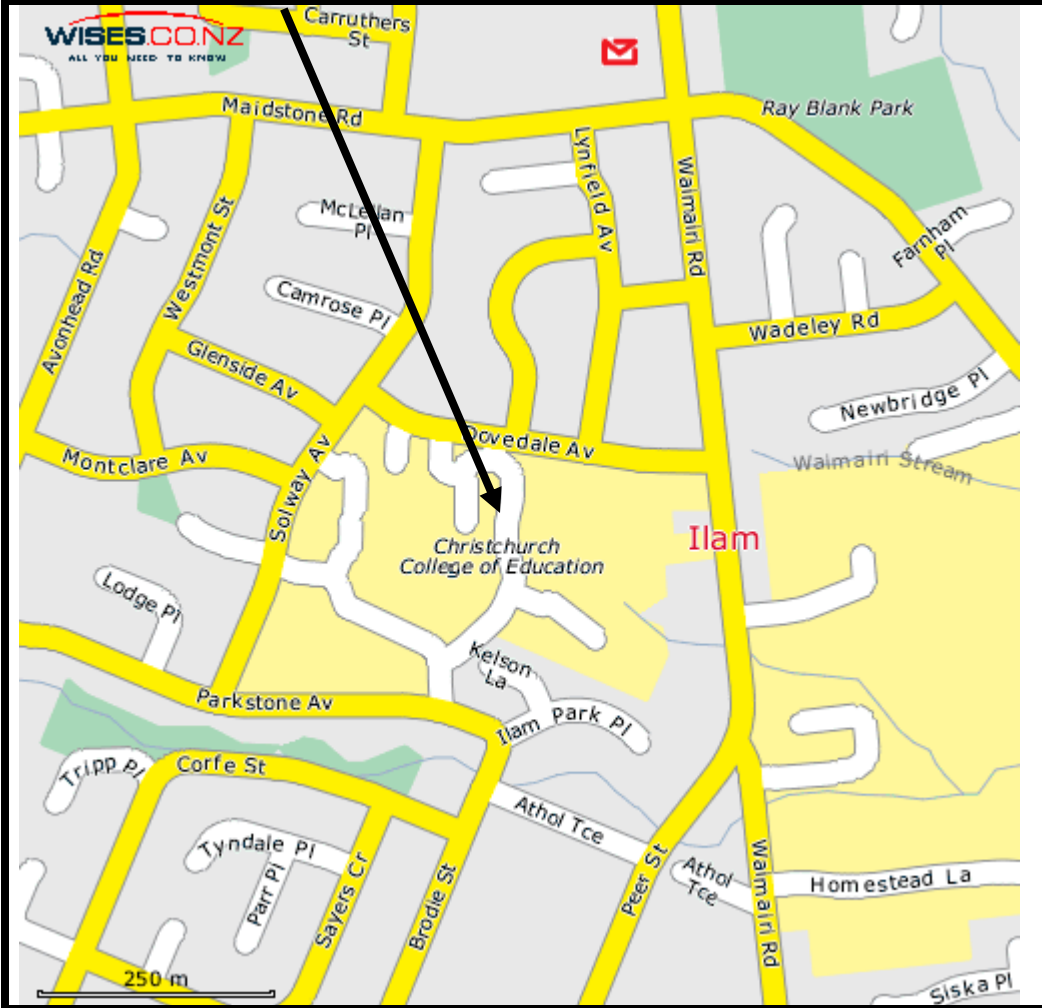 Carruthers
St
WISES.CO.NZ
ALL YOU NEED TO KNOW
Maidstone Rd
Ray Blank Park
Lynfield Av
Waimairi Rd
McLellan
Pl
Westmont St
Farnham
Pl
Avonhead Rd
Camrose Pl
Wadeley Rd
Glenside Av
Newbridge Pl
Dovedale Av
Montclare Av
Waimairi Stream
Solway Av
Ilam
Christchurch
College of Education
Lodge Pl
Kelson
La
Parkstone Av
Ilam Park Pl
Tripp Pl
Corfe St
Athol Tce
Tyndale Pl
Parr Pl
Sayers Cr
Brodie St
Peer St
Athol
Tce
Waimairi Rd
Homestead La
250 m
Siska Pl